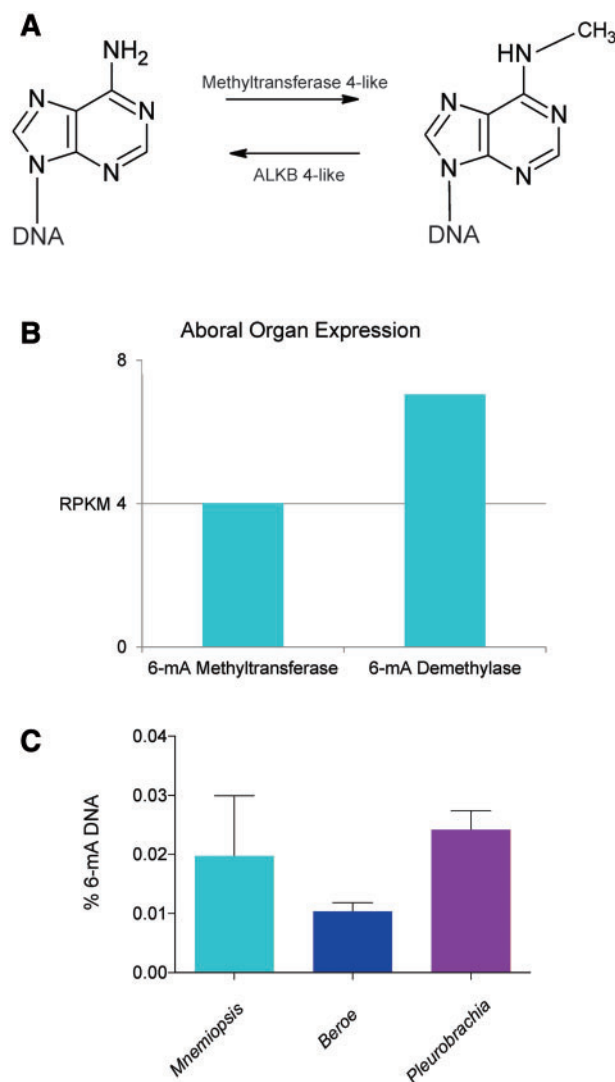 A
NH₂
N
N
N
N
DNA
Methyltransferase 4-like
ALKB 4-like
HN
CH₃
N
N
N
N
DNA
B
Aboral Organ Expression
8
RPKM 4
0
6-mA Methyltransferase
6-mA Demethylase
C
% 6-mA DNA
0.04
0.03
0.02
0.01
0.00
Mnemiopsis
Beroe
Pleurobrachia